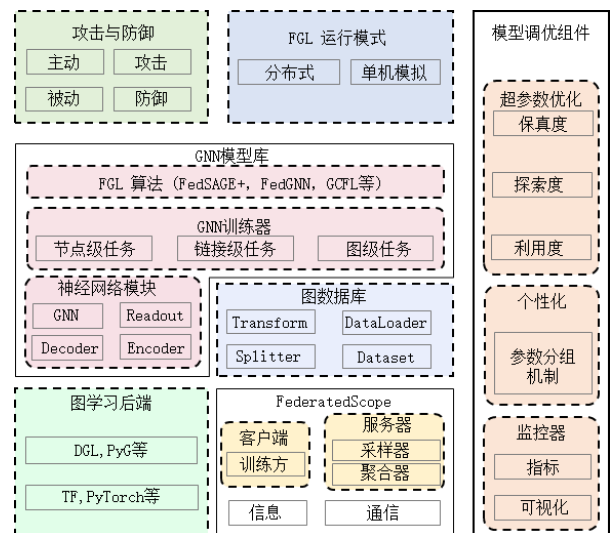 攻击与防御
主动
攻击
被动
防御
FGL 运行模式
分布式
单机模拟
GNN模型库
FGL 算法 (FedSAGE+, FedGNN, GCFL等)
GNN训练器
节点级任务
链接级任务
图级任务
神经网络模块
GNN
Readout
Decoder
Encoder
图数据库
Transform
DataLoader
Splitter
Dataset
图学习后端
DGL,PyG等
TF,PyTorch等
FederatedScope
客户端
训练方
服务器
采样器
聚合器
信息
通信
模型调优组件
超参数优化
保真度
探索度
利用度
个性化
参数分组
机制
监控器
指标
可视化